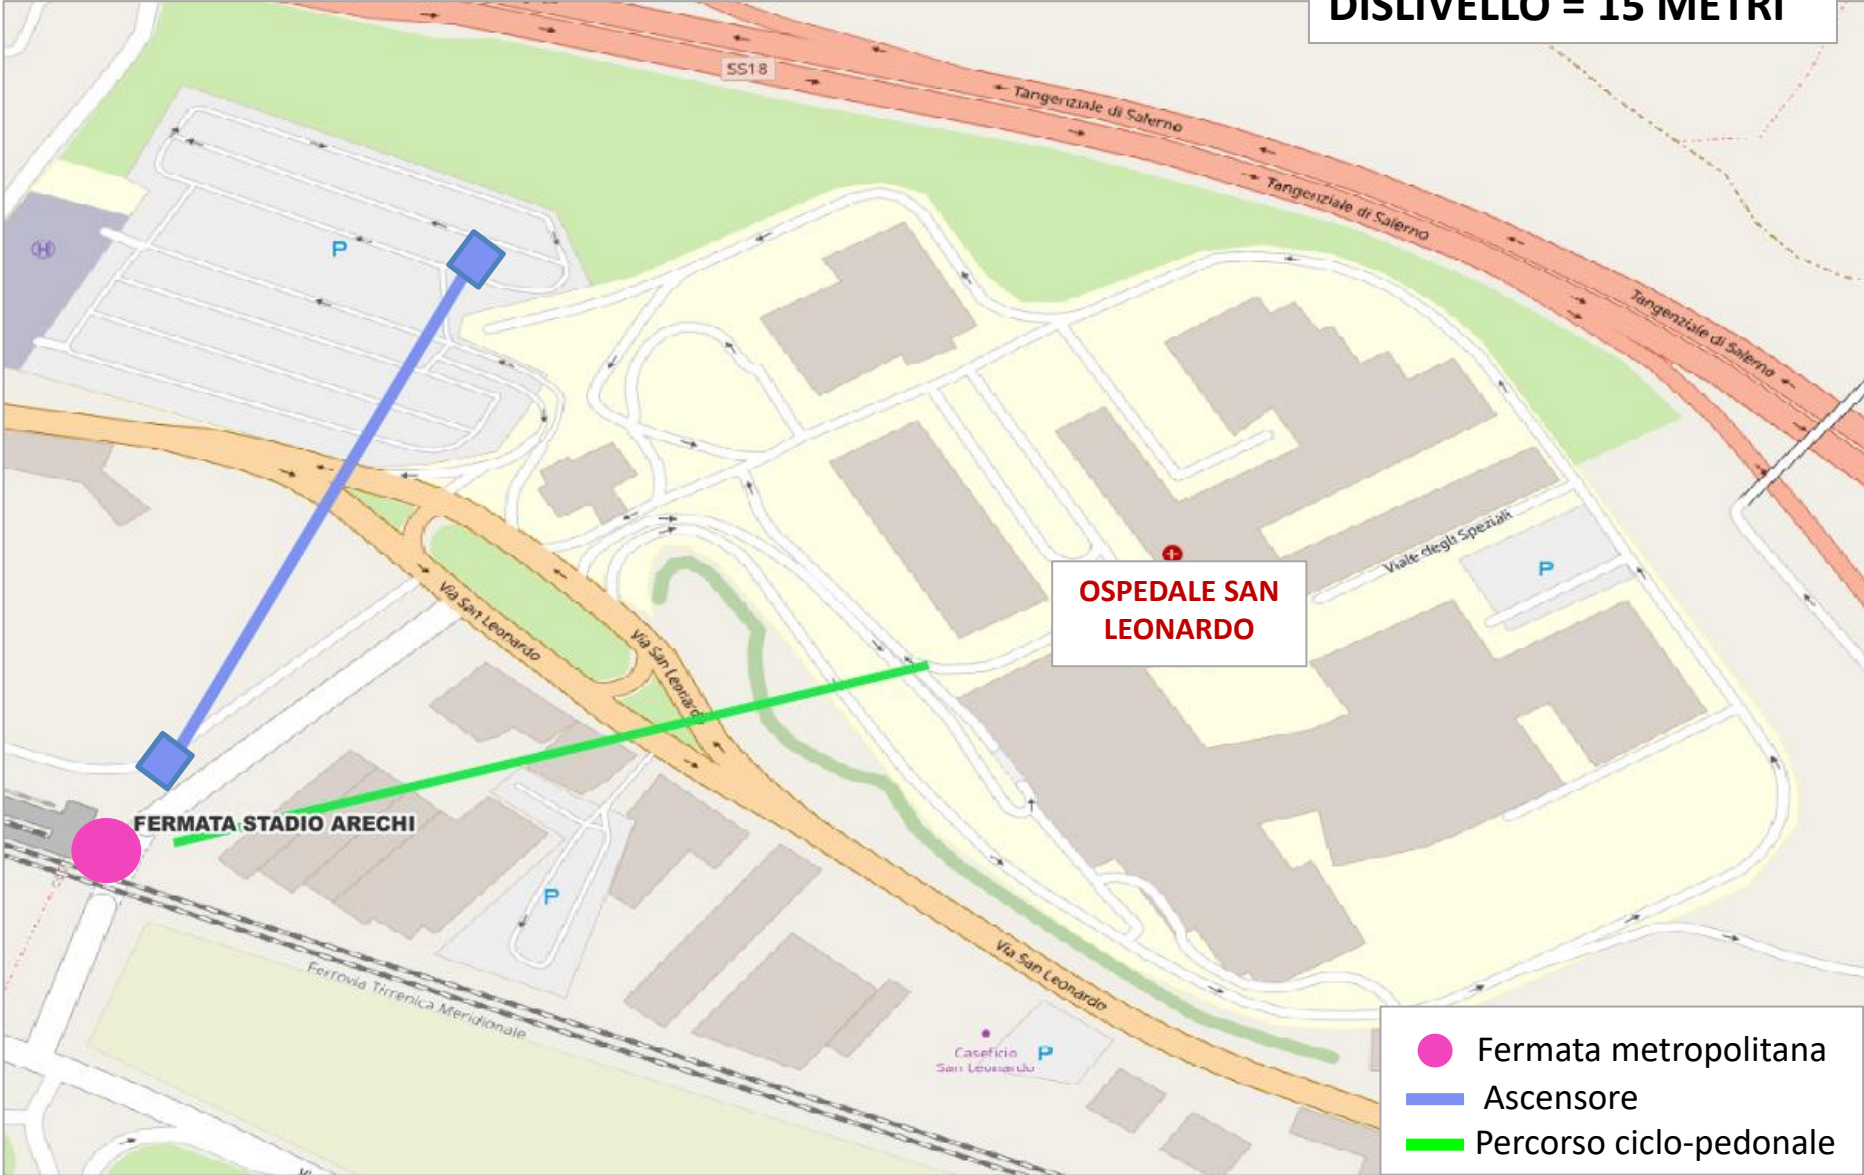 DISLIVELLO = 15 METRI
SS18
Tangenziale di Salerno
Tangenziale di Salerno
Tangenziale di Salerno
H
P
Viale degli Speziali
P
OSPEDALE SAN
LEONARDO
Via San Leonardo
Via San Leonardo
FERMATA STADIO ARECHI
P
Ferrovia Tirrenica Meridionale
Via San Leonardo
Caseificio
San Leonardo
P
Fermata metropolitana
Ascensore
Percorso ciclo-pedonale